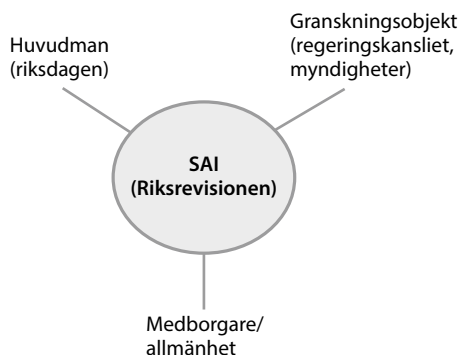 Huvudman
(riksdagen)
Granskningsobjekt
(regeringskansliet,
myndigheter)
SAI
(Riksrevisionen)
Medborgare/
allmänhet